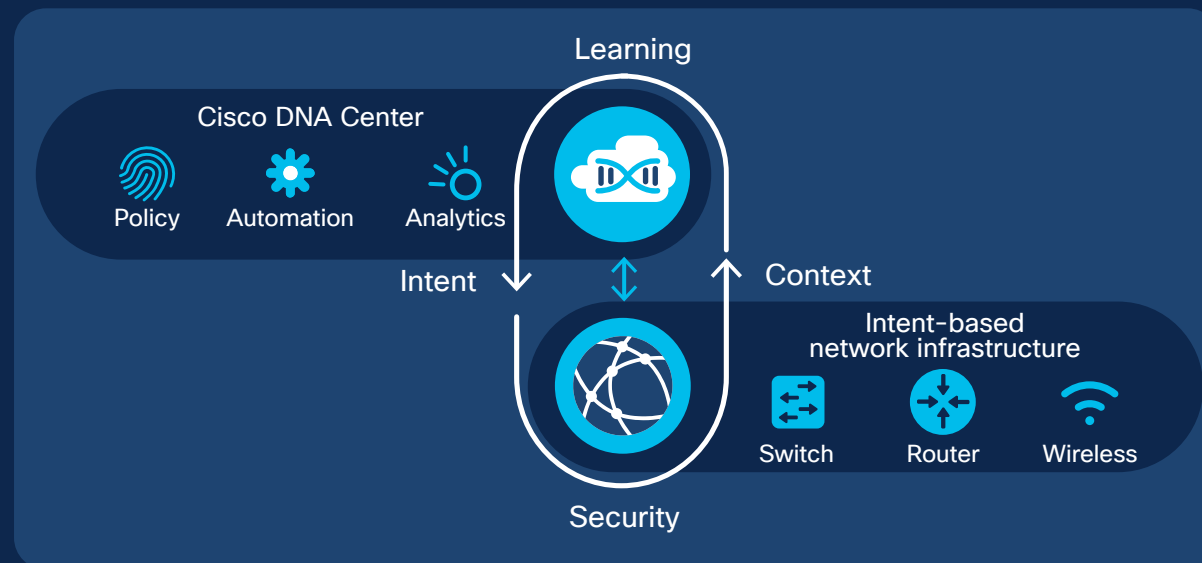 Learning
Cisco DNA Center
Policy
Automation
Analytics
Intent
Context
Intent-based
network infrastructure
Switch
Router
Wireless
Security